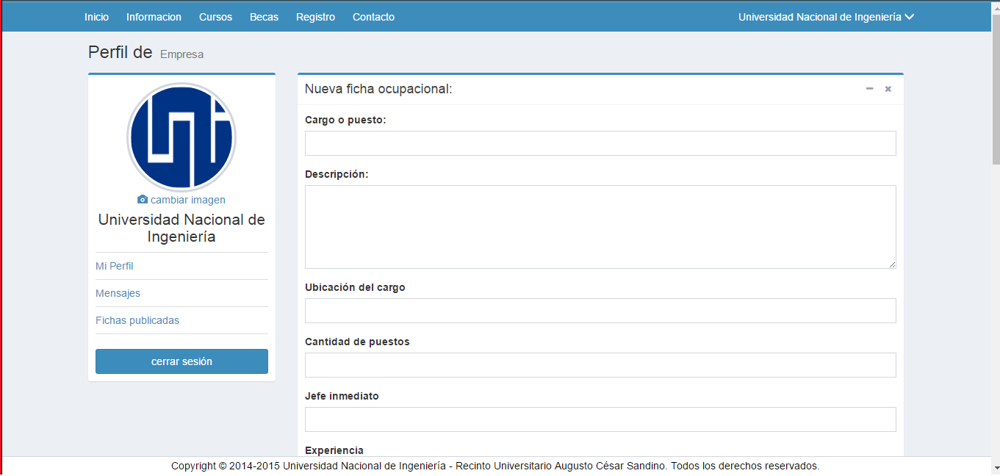 Inicio Informacion Cursos Becas Registro Contacto Universidad Nacional de Ingeniería
Perfil de Empresa
cambiar imagen
Universidad Nacional de
Ingeniería
Mi Perfil
Mensajes
Fichas publicadas
cerrar sesión
Nueva ficha ocupacional:
Cargo o puesto:
Descripción:
Ubicación del cargo
Cantidad de puestos
Jefe inmediato
Experiencia
Copyright © 2014-2015 Universidad Nacional de Ingeniería - Recinto Universitario Augusto César Sandino. Todos los derechos reservados.